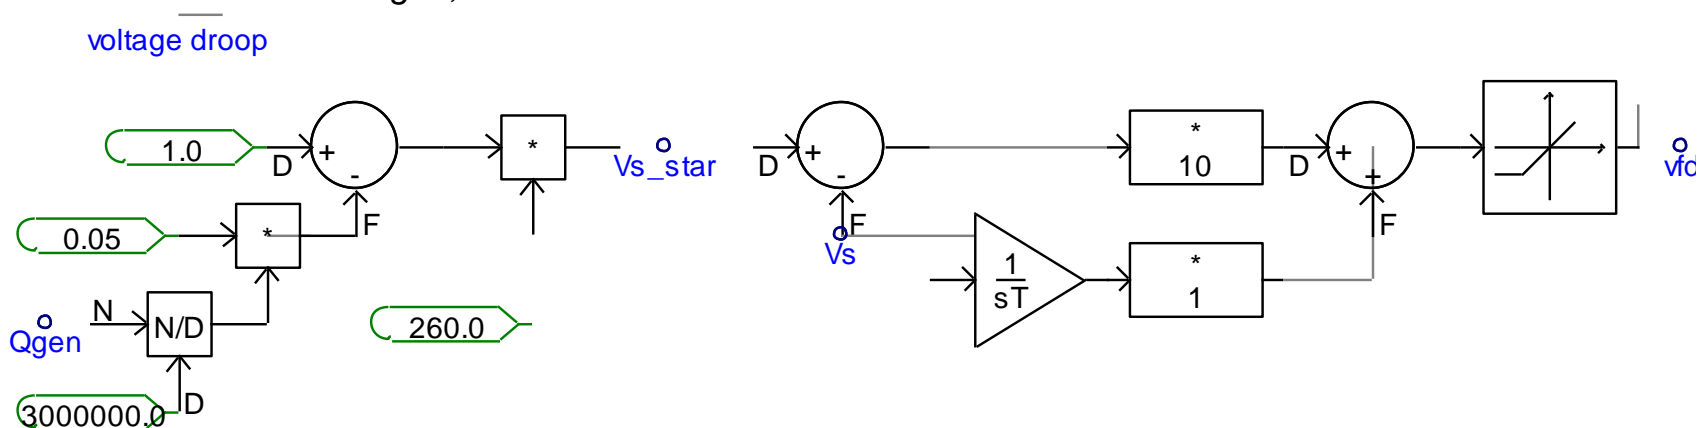 voltage droop
1.0
D
+
-
*
Vs_star
D
+
-
*
10
D
+
+
vfd
0.05
*
F
F
Vs
1
sT
*
1
F
Qgen
N
N/D
260.0
3000000.0
D